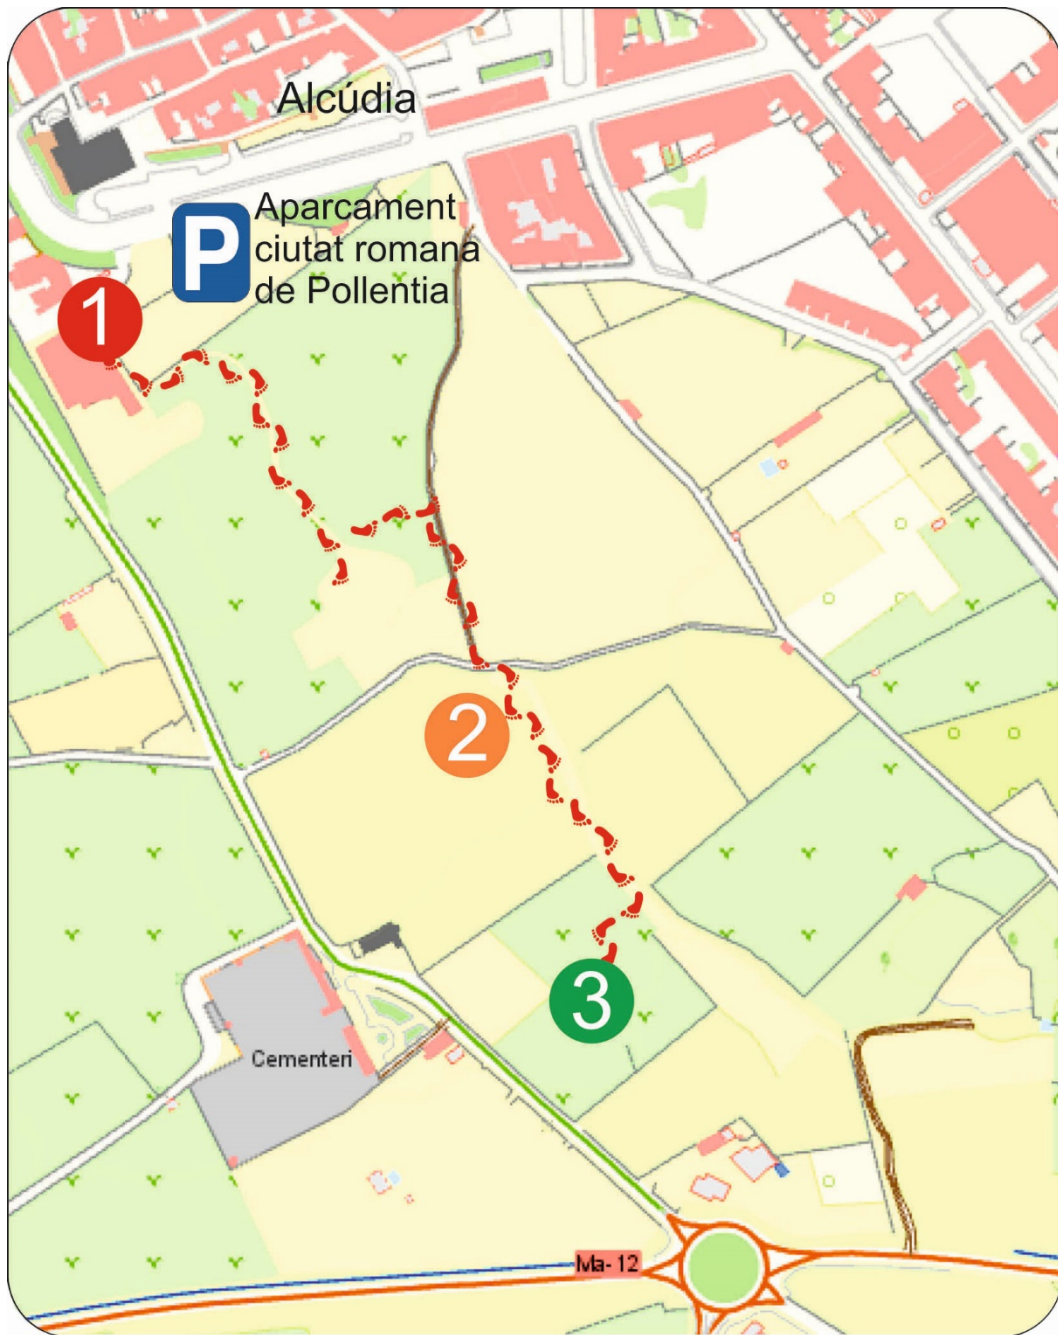 Alcúdia
P
Aparcament
ciutat romana
de Pollentia
1
2
3
Cementeri
Ma-12